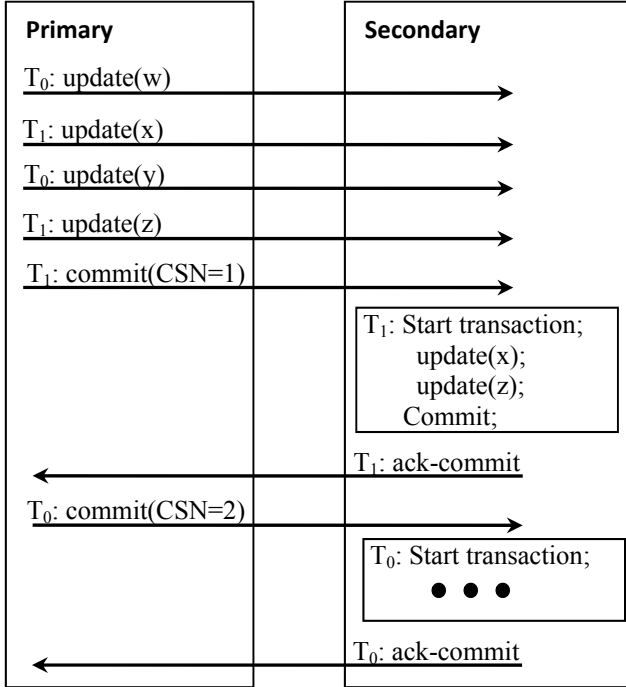 Primary
Secondary
T₀: update(w)
T₁: update(x)
T₀: update(y)
T₁: update(z)
T₁: commit(CSN=1)
T₁: Start transaction;
update(x);
update(z);
Commit;
T₁: ack-commit
T₀: commit(CSN=2)
T₀: Start transaction;
● ● ●
T₀: ack-commit